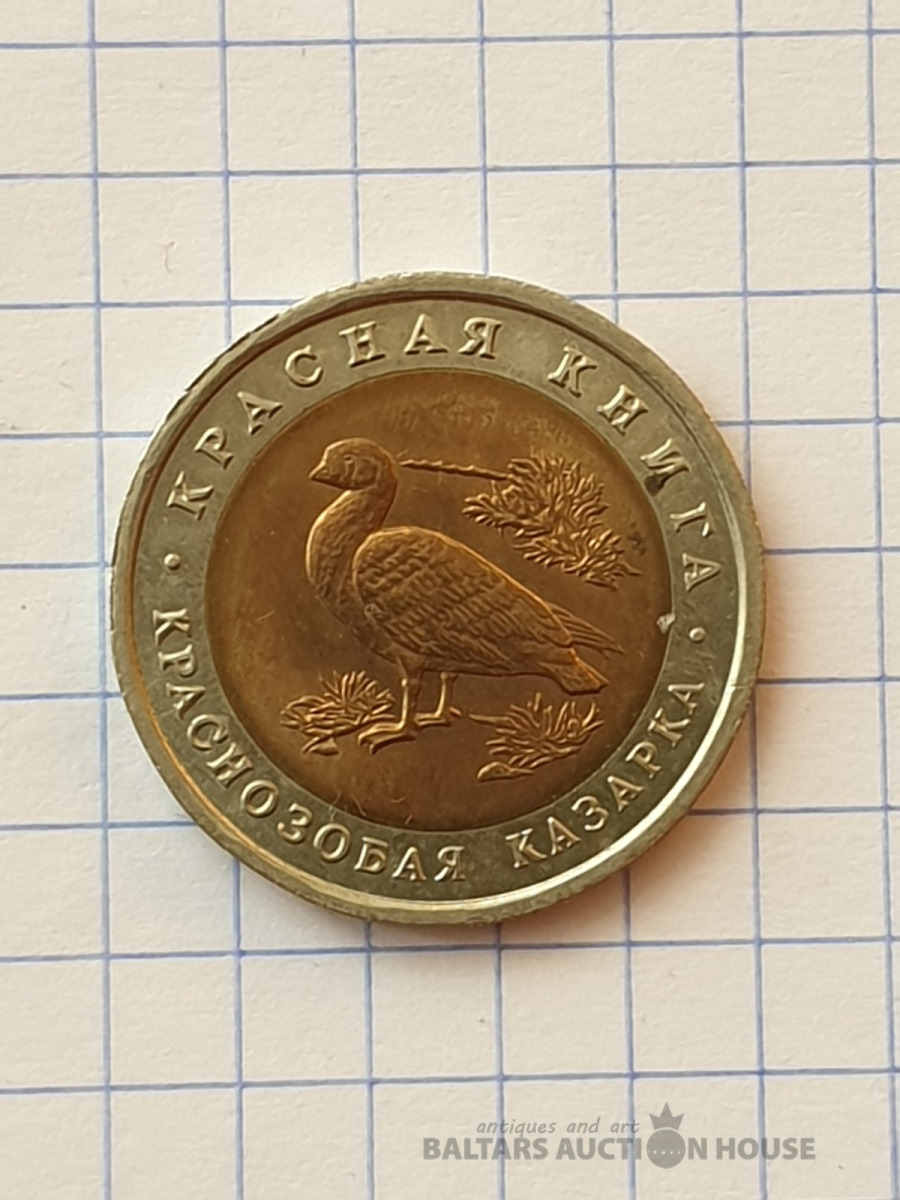 КРАСНАЯ КНИГА
КРАСНОЗОБАЯ КАЗАРКА
antiques and art
BALTARS AUCTION HOUSE